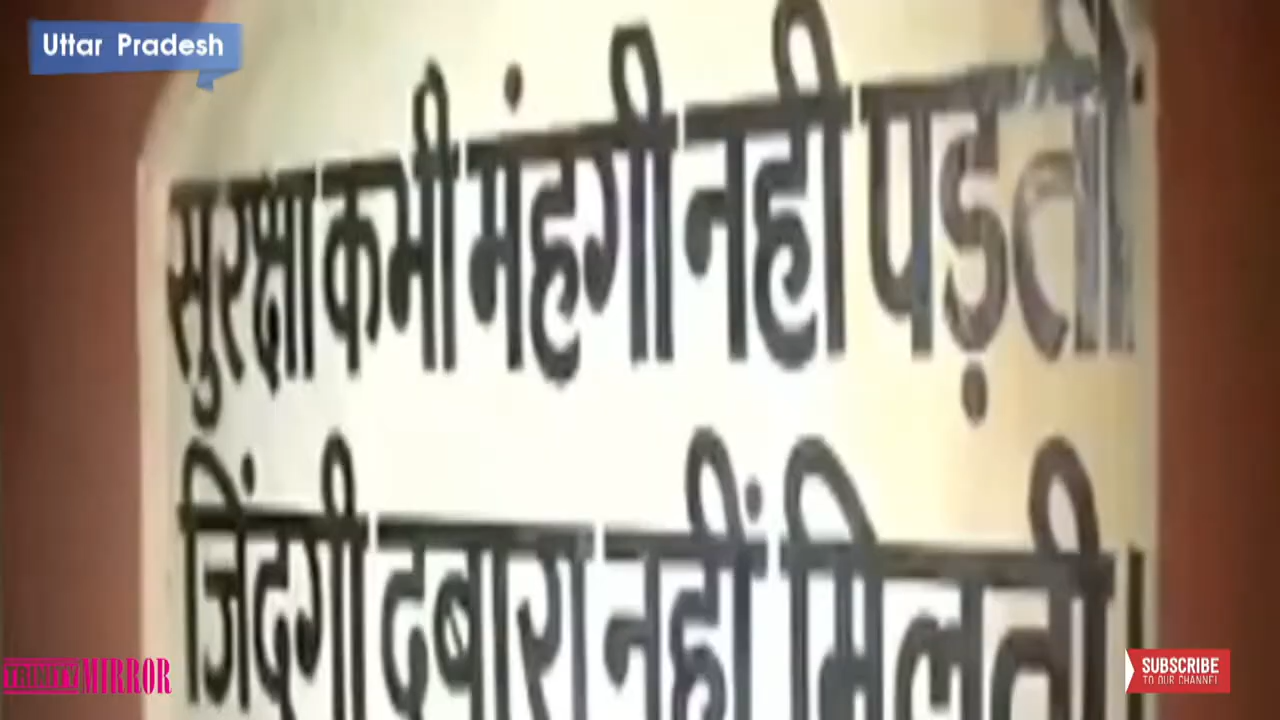 Uttar Pradesh
सुरक्षा कभी मंहगी नही पड़ती
जिंदगी दबारा नहीं मिलती।
TRINITY MIRROR
SUBSCRIBE
TO OUR CHANNEL